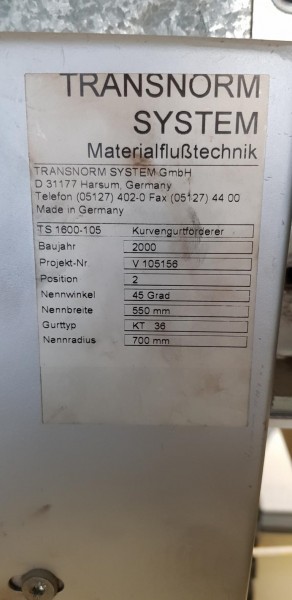 TRANSNORM
SYSTEM
Materialflußtechnik
TRANSNORM SYSTEM GmbH
D 31177 Harsum, Germany
Telefon (05127) 402-0 Fax (05127) 44 00
Made in Germany
TS 1600-105 Kurvengurtförderer
Baujahr 2000
Projekt-Nr. V 105156
Position 2
Nennwinkel 45 Grad
Nennbreite 550 mm
Gurttyp KT 36
Nennradius 700 mm